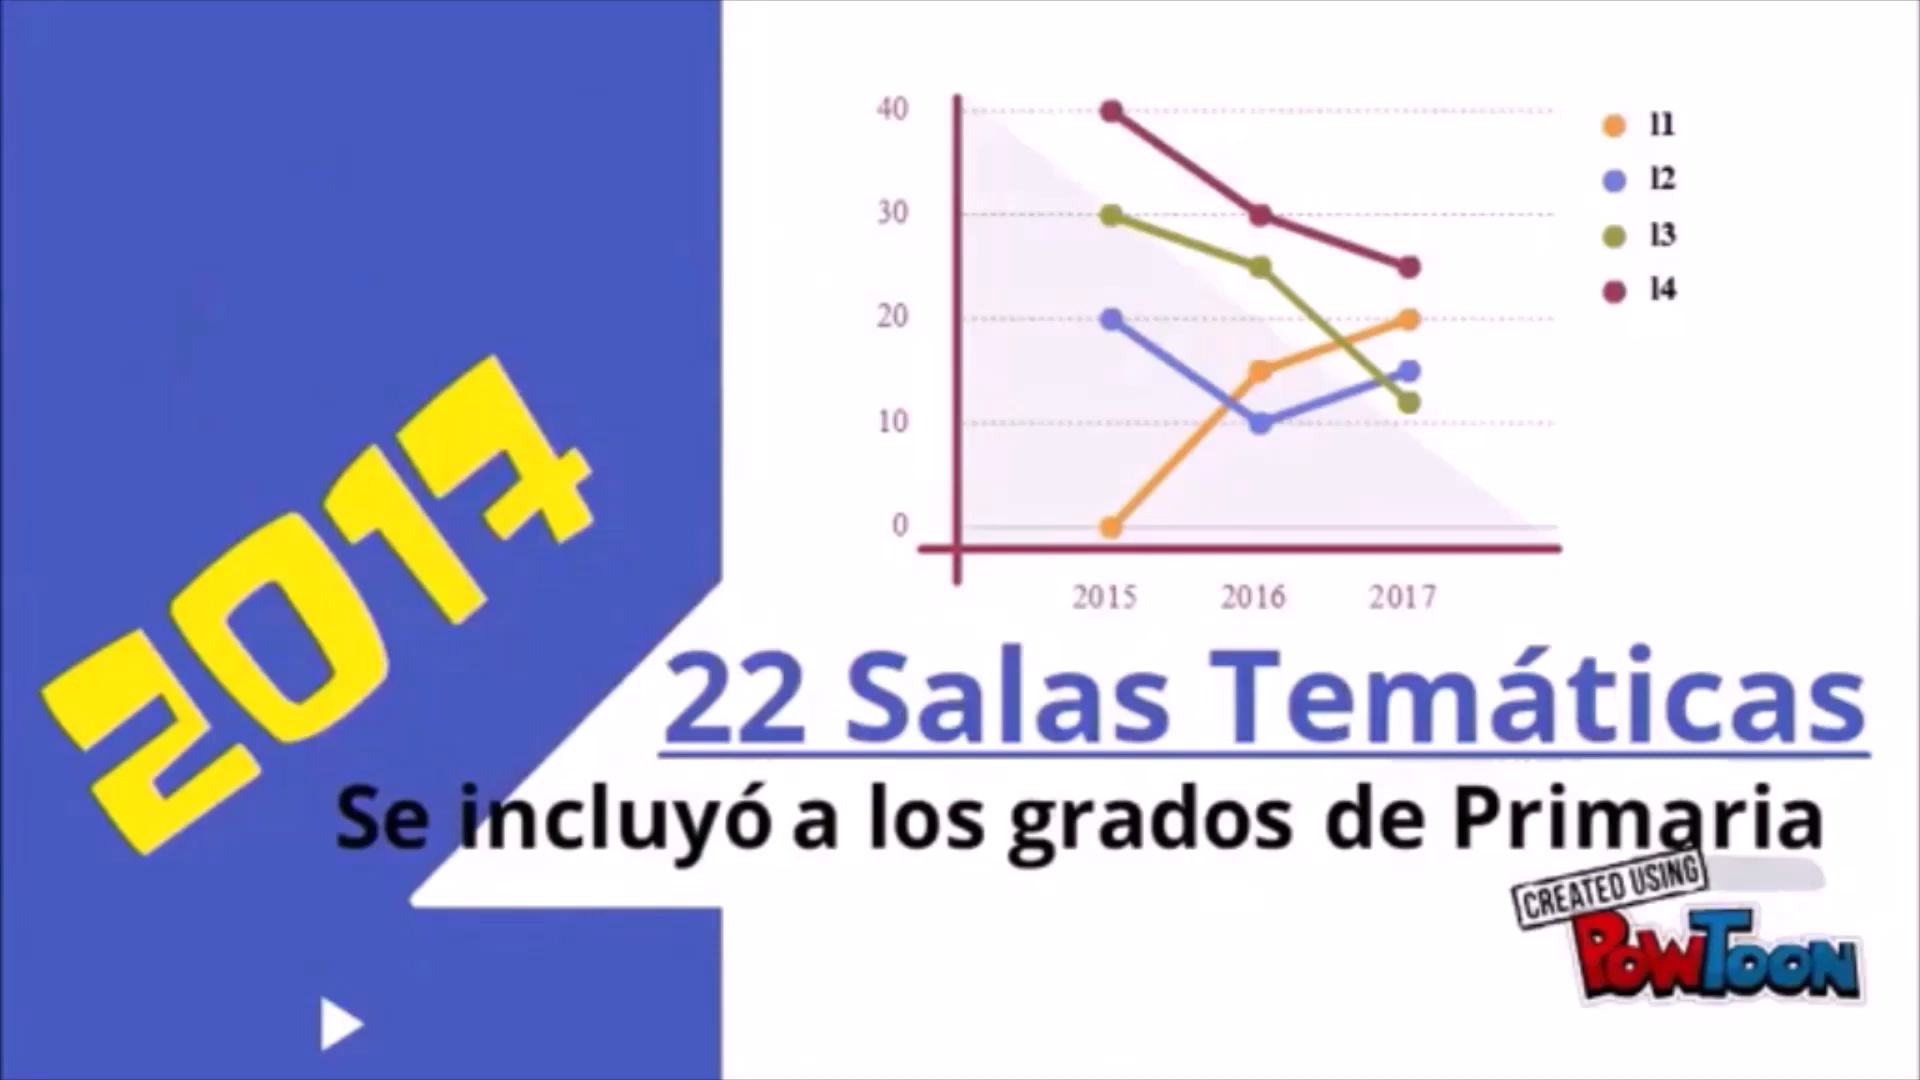 2017
40
30
20
10
0
2015 2016 2017
l1
l2
l3
l4
22 Salas Temáticas
Se incluyó a los grados de Primaria
CREATED USING
POWTOON